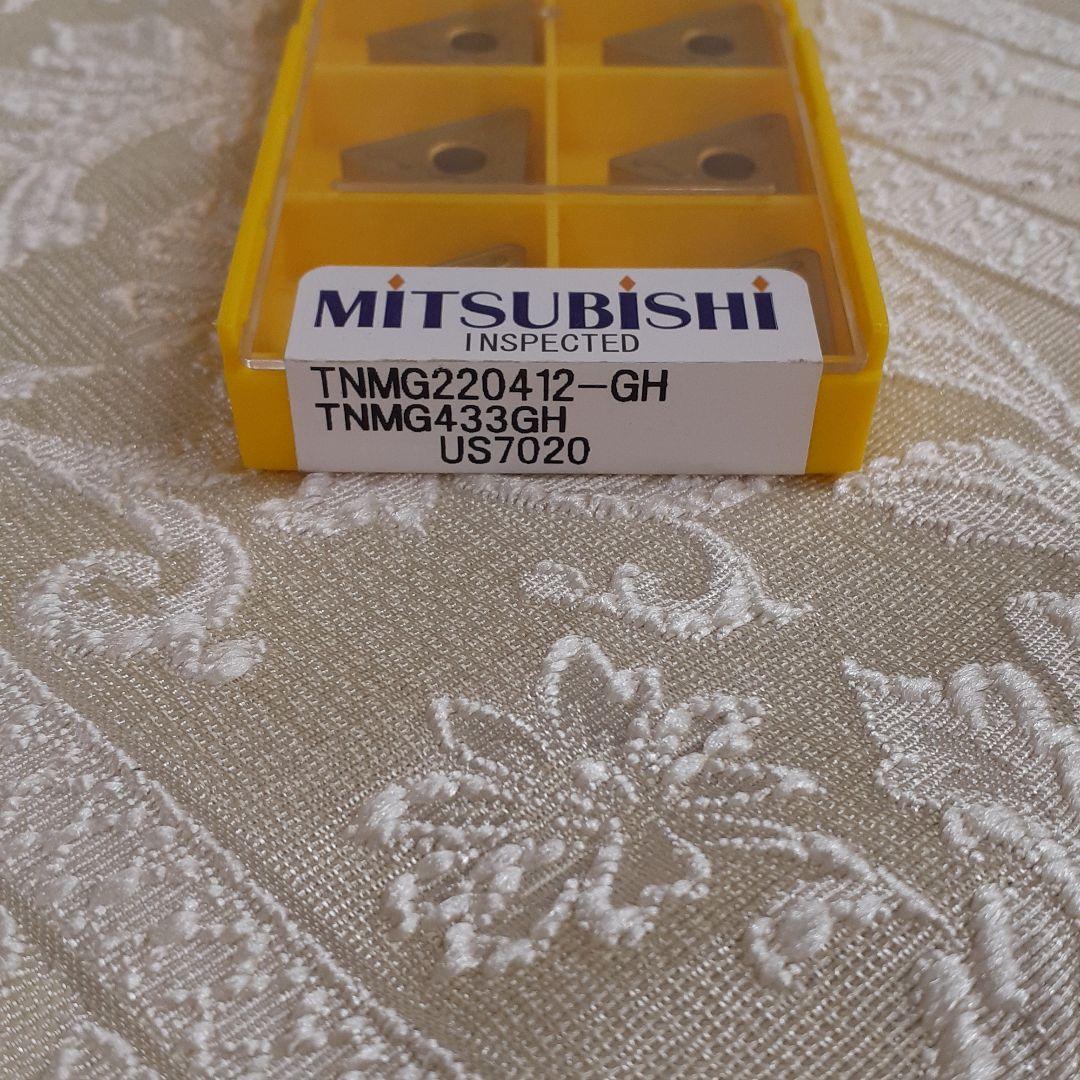 MITSUBISHI
INSPECTED
TNMG220412-GH
TNMG433GH
US7020